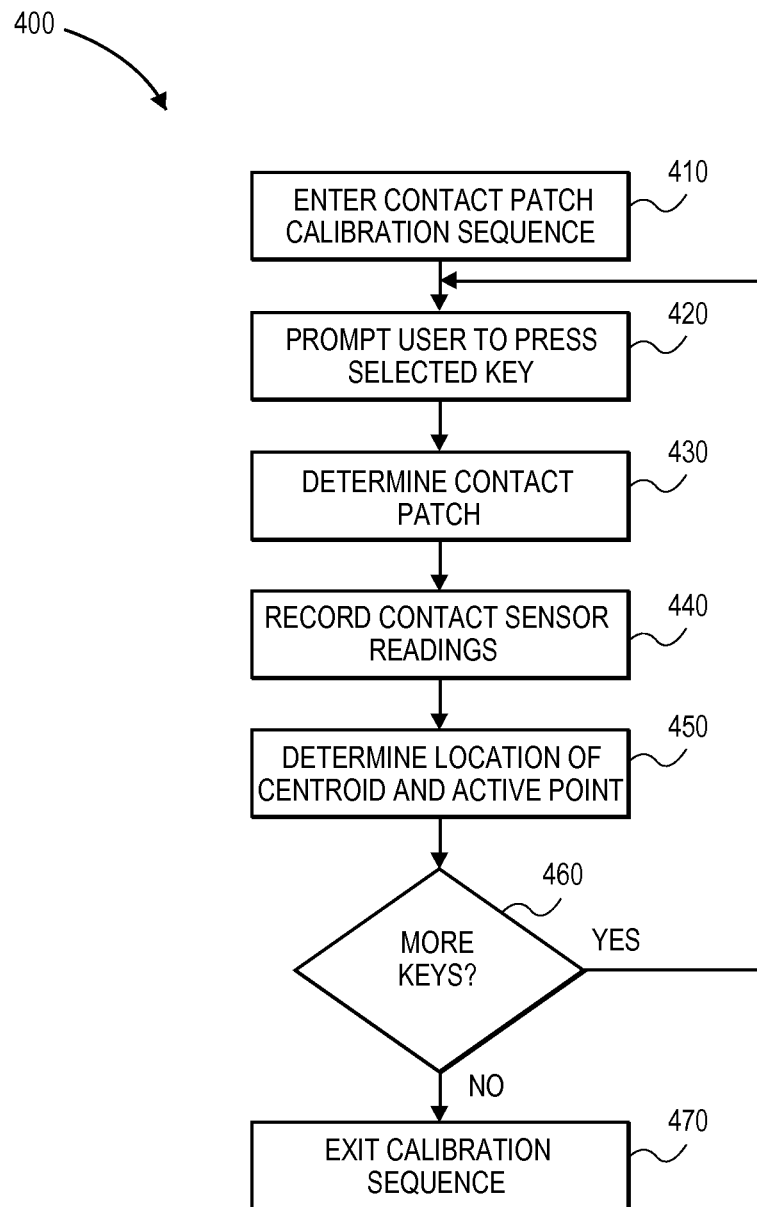 400
410
ENTER CONTACT PATCH
CALIBRATION SEQUENCE
420
PROMPT USER TO PRESS
SELECTED KEY
430
DETERMINE CONTACT
PATCH
440
RECORD CONTACT SENSOR
READINGS
450
DETERMINE LOCATION OF
CENTROID AND ACTIVE POINT
460
MORE
KEYS?
YES
NO
470
EXIT CALIBRATION
SEQUENCE